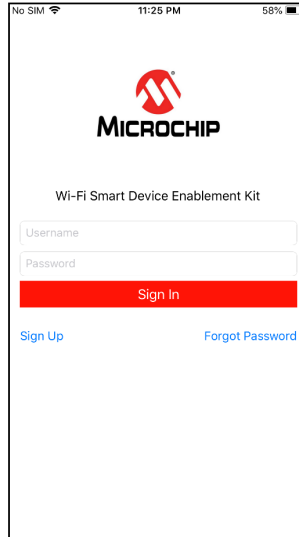 No SIM 11:25 PM 58%
MICROCHIP
Wi-Fi Smart Device Enablement Kit
Username
Password
Sign In
Sign Up Forgot Password